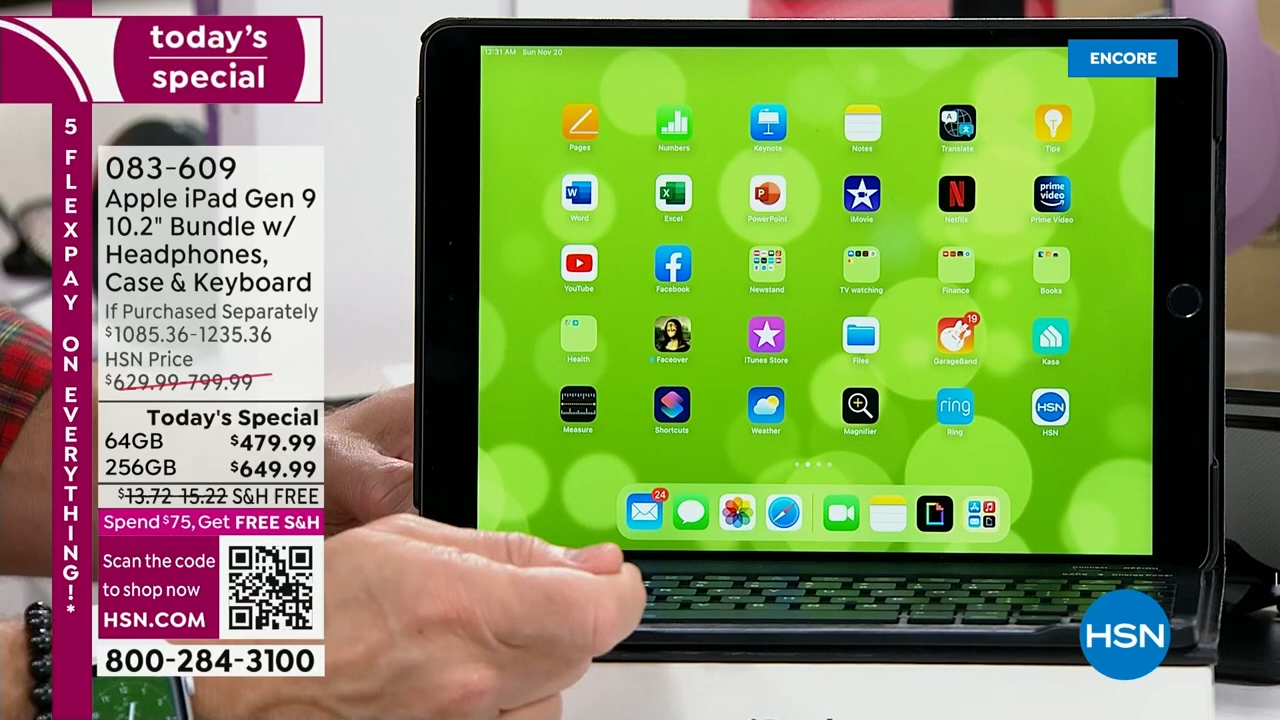 today's
special
5 FLEXPAY ON EVERYTHING!*
083-609
Apple iPad Gen 9
10.2" Bundle w/
Headphones,
Case & Keyboard
If Purchased Separately
$1085.36-1235.36
HSN Price
$629.99-799.99
Today's Special
64GB $479.99
256GB $649.99
$13.72-15.22 S&H FREE
Spend $75, Get FREE S&H
Scan the code
to shop now
HSN.COM
800-284-3100
ENCORE
12:31 AM Sun Nov 20
Pages Numbers Keynote Notes Translate Tips
W X P N prime video
Word Excel PowerPoint iMovie Netflix Prime Video
f
YouTube Facebook Newstand TV watching Finance Books
19
Health Faceover iTunes Store Files GarageBand Kasa
ring HSN
Measure Shortcuts Weather Magnifier Ring HSN
24
HSN